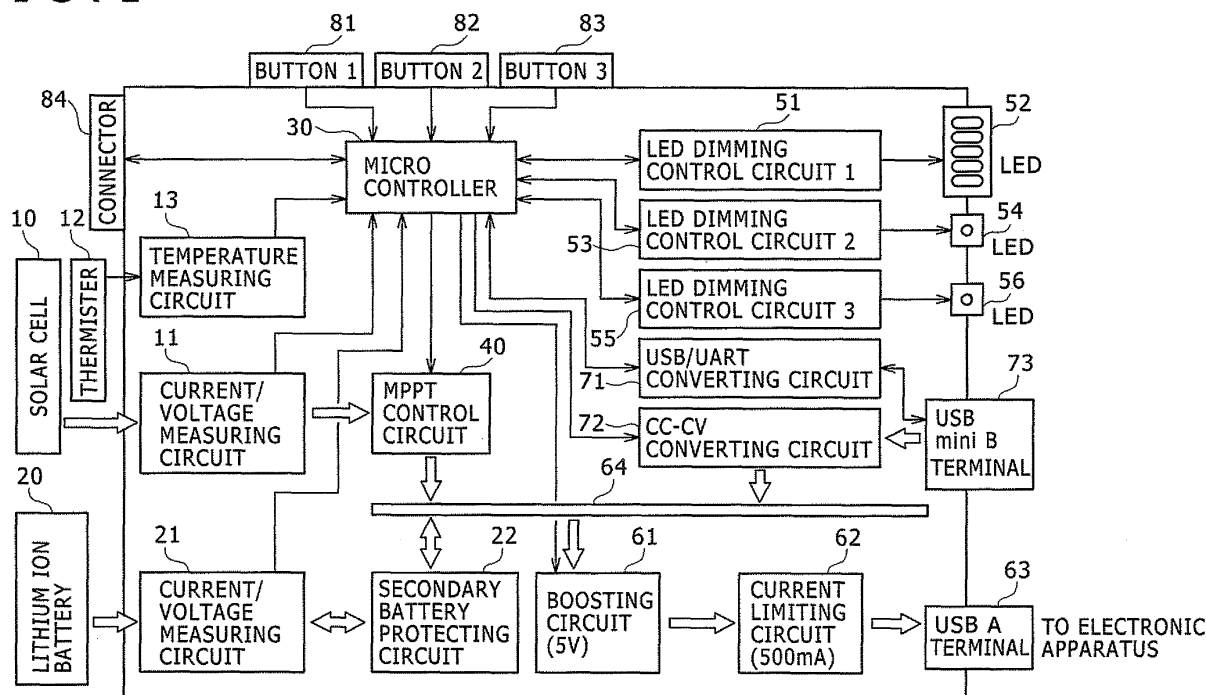 81
82
83
BUTTON 1
BUTTON 2
BUTTON 3
84
CONNECTOR
30
MICRO
CONTROLLER
51
LED DIMMING
CONTROL CIRCUIT 1
52
LED
10
12
13
TEMPERATURE
MEASURING
CIRCUIT
SOLAR CELL
THERMISTER
53
LED DIMMING
CONTROL CIRCUIT 2
54
LED
55
LED DIMMING
CONTROL CIRCUIT 3
56
LED
11
CURRENT/
VOLTAGE
MEASURING
CIRCUIT
40
MPPT
CONTROL
CIRCUIT
71
USB/UART
CONVERTING CIRCUIT
72
CC-CV
CONVERTING CIRCUIT
73
USB
mini B
TERMINAL
64
20
LITHIUM ION
BATTERY
21
CURRENT/
VOLTAGE
MEASURING
CIRCUIT
22
SECONDARY
BATTERY
PROTECTING
CIRCUIT
61
BOOSTING
CIRCUIT
(5V)
62
CURRENT
LIMITING
CIRCUIT
(500mA)
63
USB A
TERMINAL
TO ELECTRONIC
APPARATUS